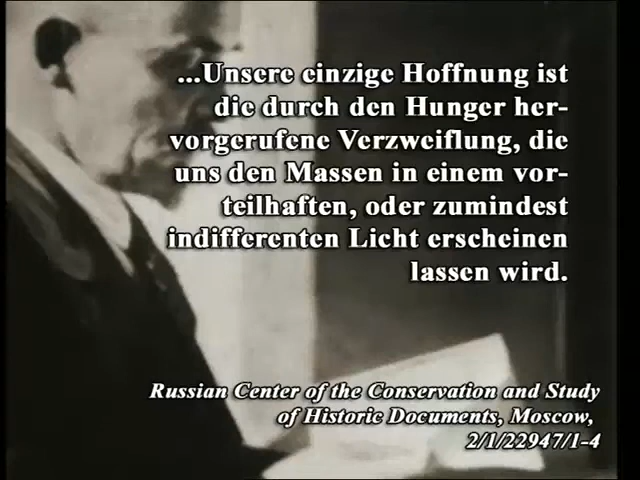 ...Unsere einzige Hoffnung ist
die durch den Hunger her-
vorgerufene Verzweiflung, die
uns den Massen in einem vor-
teilhaften, oder zumindest
indifferenten Licht erscheinen
lassen wird.
Russian Center of the Conservation and Study
of Historic Documents, Moscow,
2/1/22947/1-4